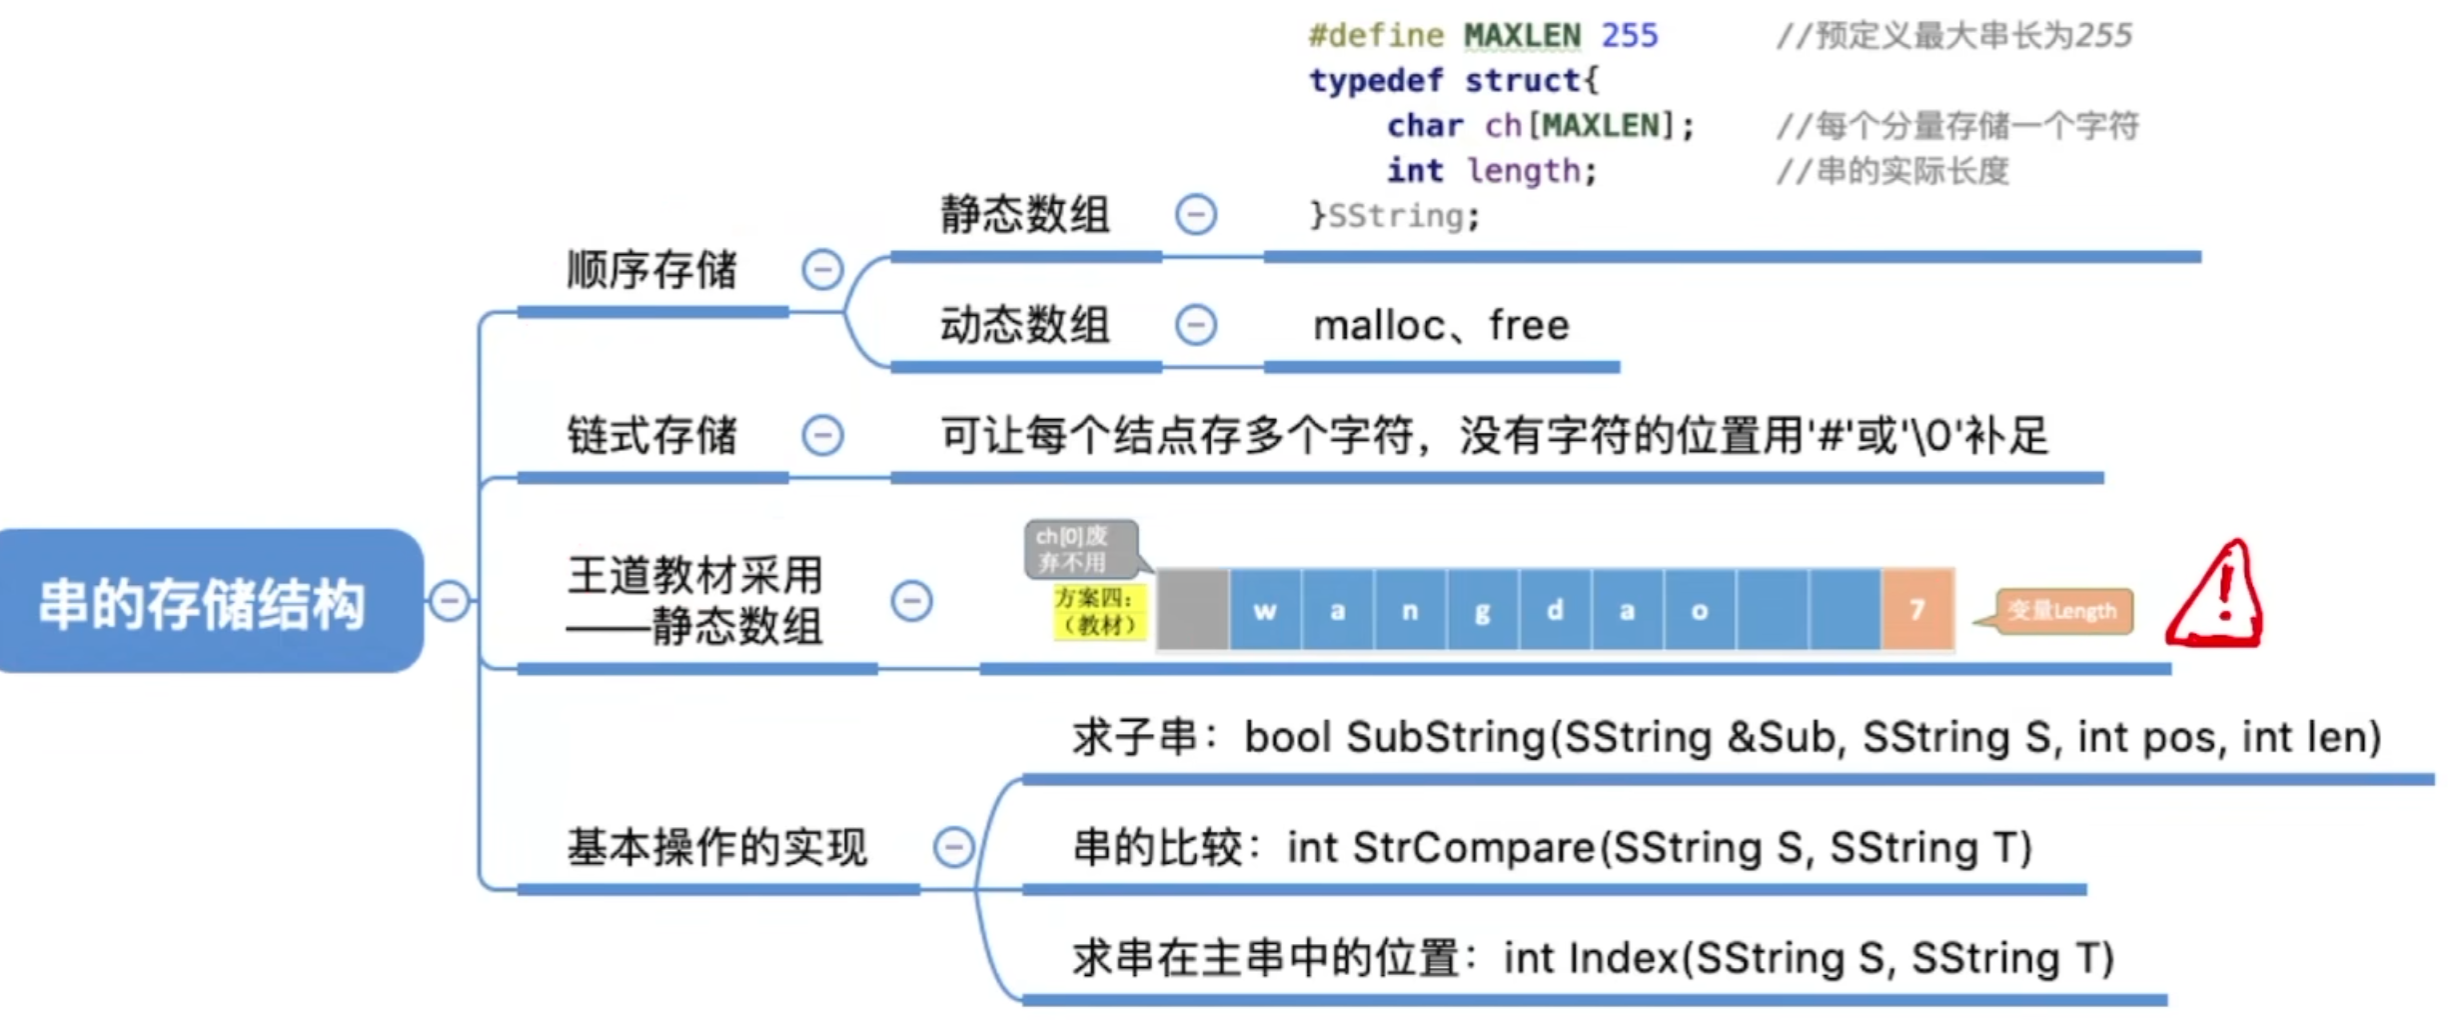 #define MAXLEN 255 //预定义最大串长为255
typedef struct{
char ch[MAXLEN]; //每个分量存储一个字符
int length; //串的实际长度
}SString;
静态数组
顺序存储
动态数组
malloc、free
链式存储
可让每个结点存多个字符，没有字符的位置用'#'或'\0'补足
串的存储结构
王道教材采用
——静态数组
ch[0]废
弃不用
方案四：
（教材）
w a n g d a o 7
变量Length
!
求子串：bool SubString(SString &Sub, SString S, int pos, int len)
基本操作的实现
串的比较：int StrCompare(SString S, SString T)
求串在主串中的位置：int Index(SString S, SString T)